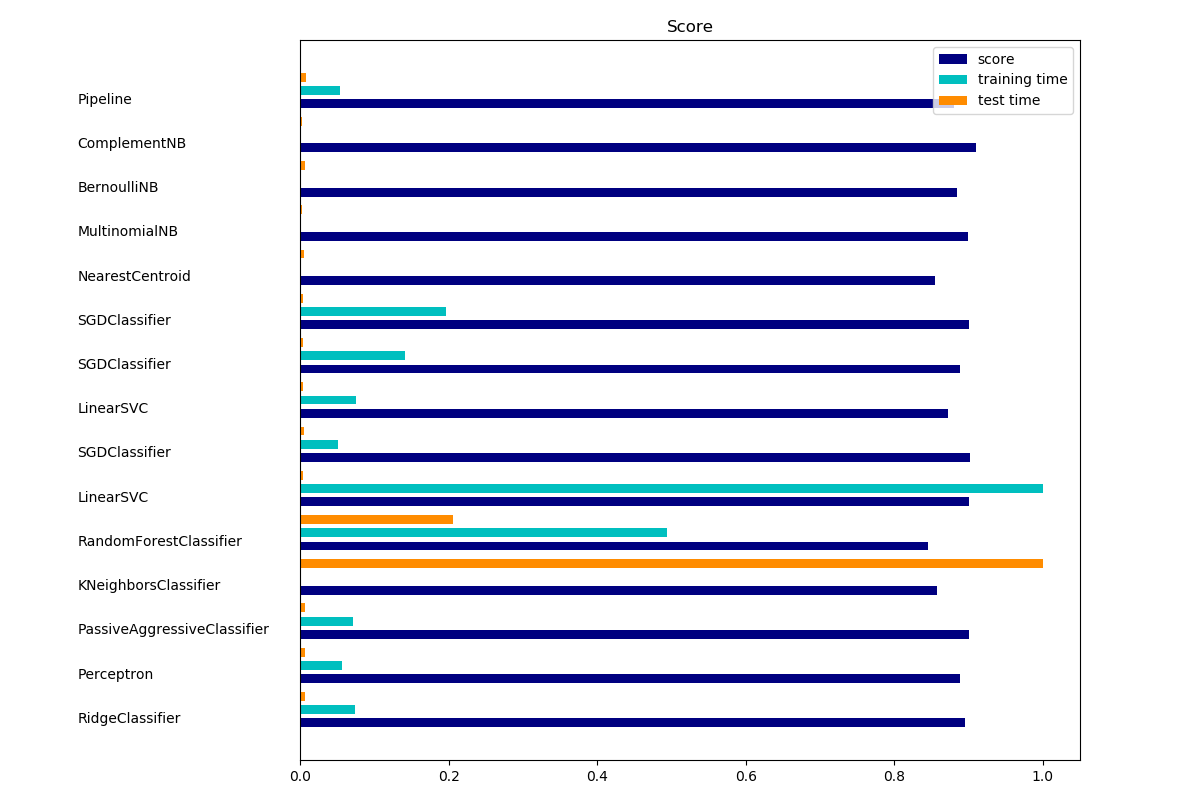 Score
score
training time
test time
Pipeline
ComplementNB
BernoulliNB
MultinomialNB
NearestCentroid
SGDClassifier
SGDClassifier
LinearSVC
SGDClassifier
LinearSVC
RandomForestClassifier
KNeighborsClassifier
PassiveAggressiveClassifier
Perceptron
RidgeClassifier
0.0 0.2 0.4 0.6 0.8 1.0